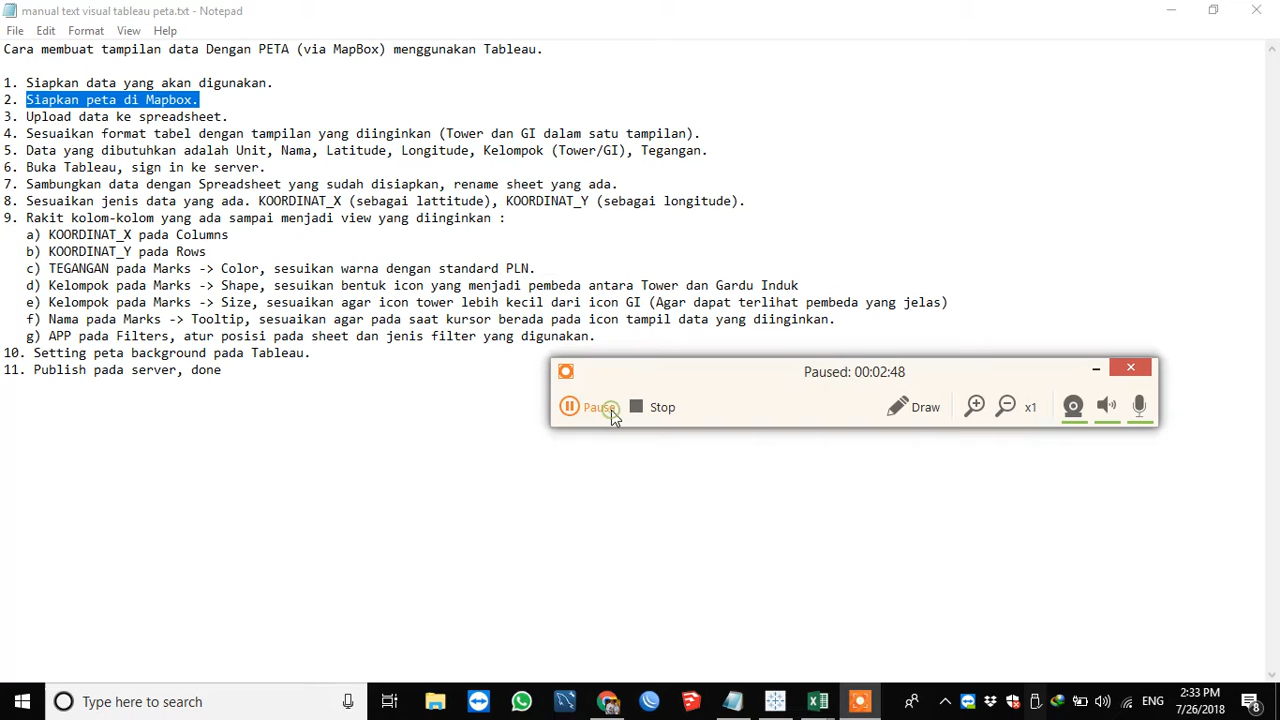 manual text visual tableau peta.txt - Notepad
File Edit Format View Help
Cara membuat tampilan data Dengan PETA (via MapBox) menggunakan Tableau.
1. Siapkan data yang akan digunakan.
2. Siapkan peta di Mapbox.
3. Upload data ke spreadsheet.
4. Sesuaikan format tabel dengan tampilan yang diinginkan (Tower dan GI dalam satu tampilan).
5. Data yang dibutuhkan adalah Unit, Nama, Latitude, Longitude, Kelompok (Tower/GI), Tegangan.
6. Buka Tableau, sign in ke server.
7. Sambungkan data dengan Spreadsheet yang sudah disiapkan, rename sheet yang ada.
8. Sesuaikan jenis data yang ada. KOORDINAT_X (sebagai lattitude), KOORDINAT_Y (sebagai longitude).
9. Rakit kolom-kolom yang ada sampai menjadi view yang diinginkan :
a) KOORDINAT_X pada Columns
b) KOORDINAT_Y pada Rows
c) TEGANGAN pada Marks -> Color, sesuikan warna dengan standard PLN.
d) Kelompok pada Marks -> Shape, sesuikan bentuk icon yang menjadi pembeda antara Tower dan Gardu Induk
e) Kelompok pada Marks -> Size, sesuaikan agar icon tower lebih kecil dari icon GI (Agar dapat terlihat pembeda yang jelas)
f) Nama pada Marks -> Tooltip, sesuaikan agar pada saat kursor berada pada icon tampil data yang diinginkan.
g) APP pada Filters, atur posisi pada sheet dan jenis filter yang digunakan.
10. Setting peta background pada Tableau.
11. Publish pada server, done
Paused: 00:02:48
Pause Stop Draw x1
Type here to search
ENG
2:33 PM
7/26/2018
8